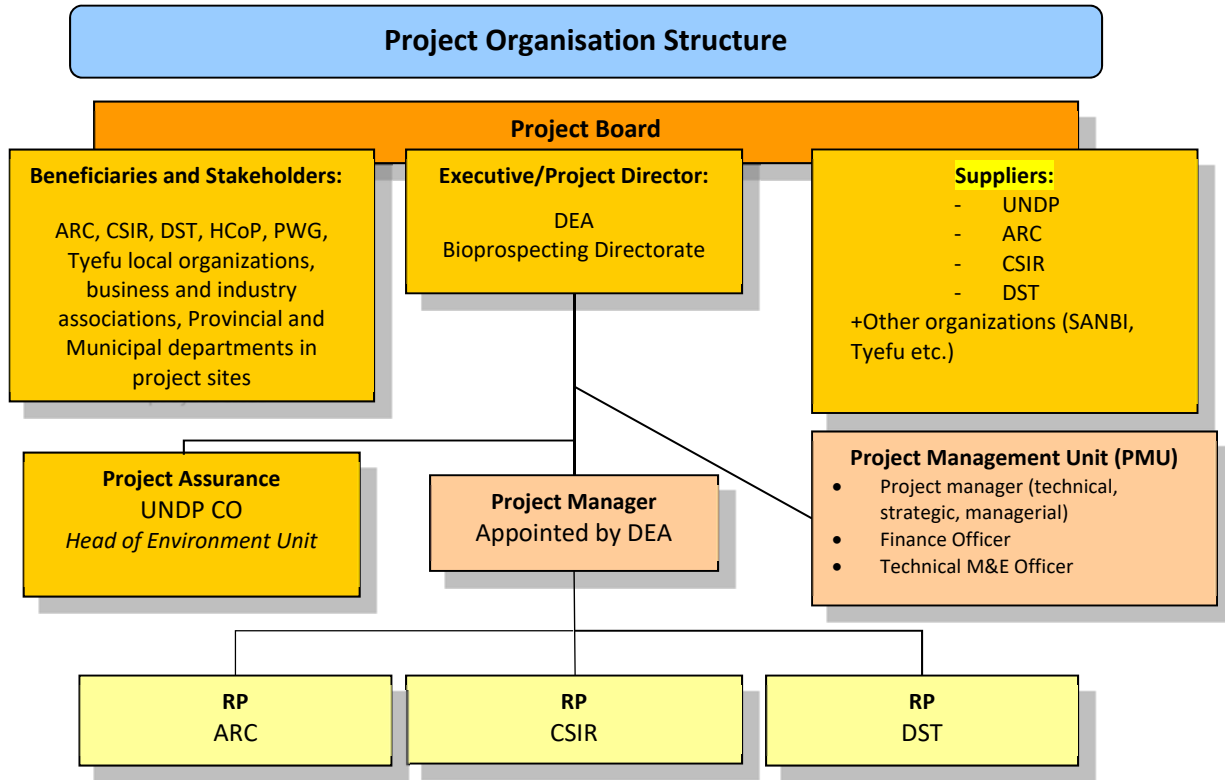 Project Organisation Structure
Project Board
Beneficiaries and Stakeholders:
ARC, CSIR, DST, HCoP, PWG,
Tyefu local organizations,
business and industry
associations, Provincial and
Municipal departments in
project sites
Executive/Project Director:
DEA
Bioprospecting Directorate
Suppliers:
- UNDP
- ARC
- CSIR
- DST
+Other organizations (SANBI,
Tyefu etc.)
Project Assurance
UNDP CO
Head of Environment Unit
Project Manager
Appointed by DEA
Project Management Unit (PMU)
• Project manager (technical,
strategic, managerial)
• Finance Officer
• Technical M&E Officer
RP
ARC
RP
CSIR
RP
DST